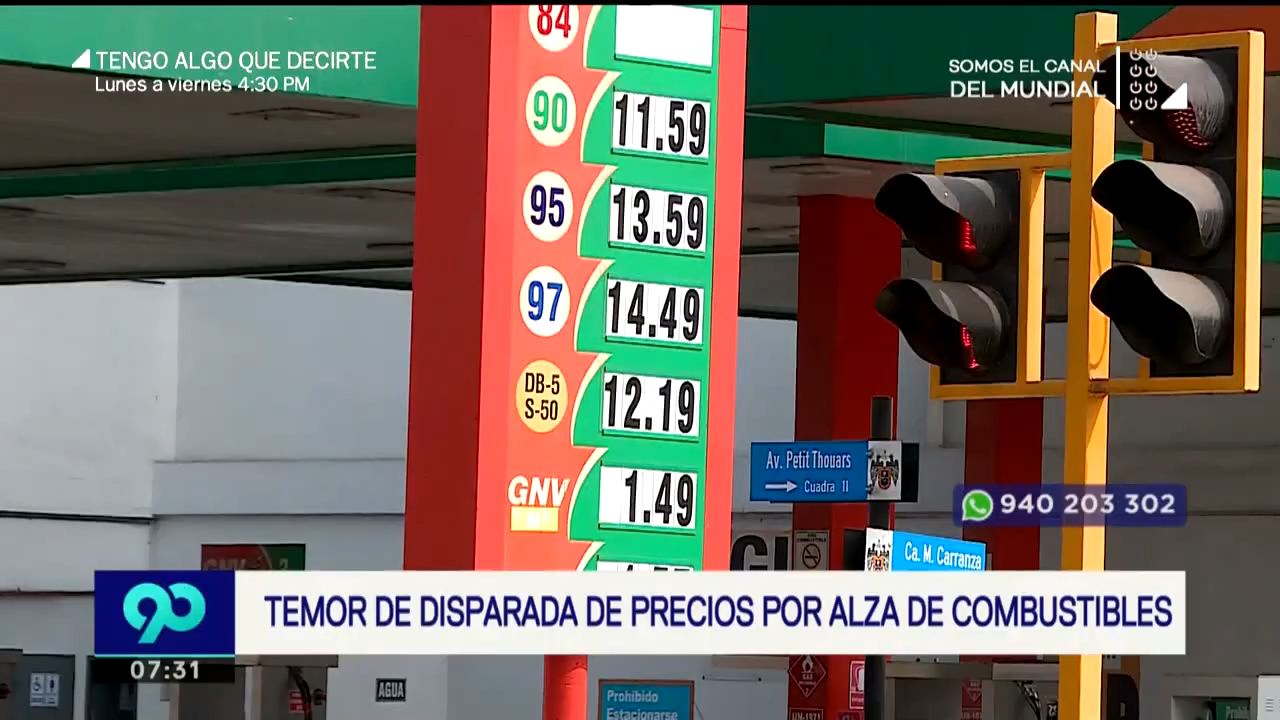 TENGO ALGO QUE DECIRTE
Lunes a viernes 4:30 PM
SOMOS EL CANAL
DEL MUNDIAL
84
90 11.59
95 13.59
97 14.49
DB-5
S-50
12.19
GNV 1.49
Av. Petit Thouars
Cuadra 11
940 203 302
Ca. M. Carranza
90
TEMOR DE DISPARADA DE PRECIOS POR ALZA DE COMBUSTIBLES
07:31
AGUA
Prohíbido
Estacionarse